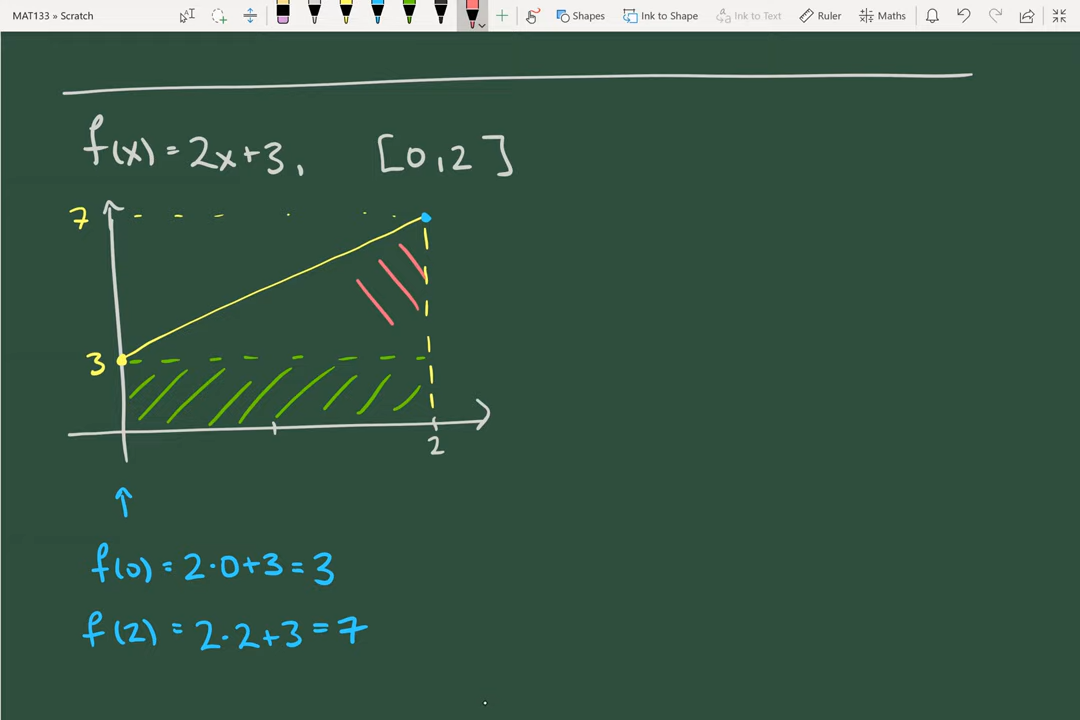 MAT133 » Scratch
Shapes
Ink to Shape
Ink to Text
Ruler
Maths
f(x) = 2x+3, [0,2]
7
3
2
f(0) = 2·0+3 = 3
f(2) = 2·2+3 = 7